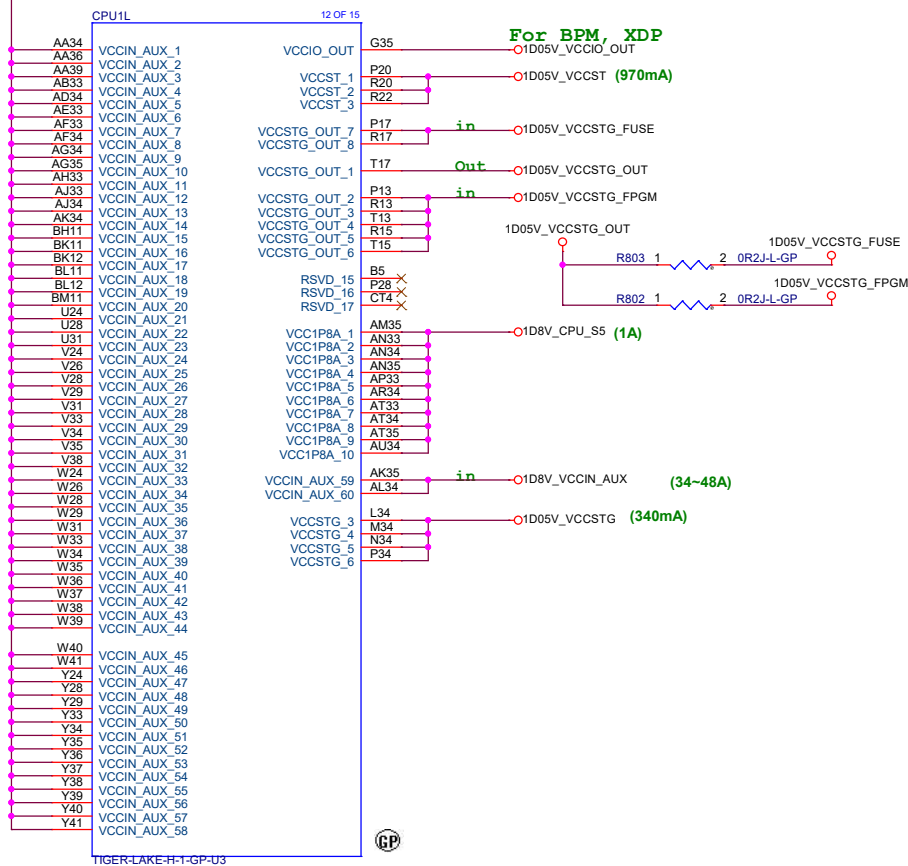 CPU1L 12 OF 15
For BPM, XDP
AA34 VCCIN_AUX_1
AA36 VCCIN_AUX_2
AA39 VCCIN_AUX_3
AB33 VCCIN_AUX_4
AD34 VCCIN_AUX_5
AE33 VCCIN_AUX_6
AF33 VCCIN_AUX_7
AF34 VCCIN_AUX_8
AG34 VCCIN_AUX_9
AG35 VCCIN_AUX_10
AH33 VCCIN_AUX_11
AJ33 VCCIN_AUX_12
AJ34 VCCIN_AUX_13
AK34 VCCIN_AUX_14
BH11 VCCIN_AUX_15
BK11 VCCIN_AUX_16
BK12 VCCIN_AUX_17
BL11 VCCIN_AUX_18
BL12 VCCIN_AUX_19
BM11 VCCIN_AUX_20
U24 VCCIN_AUX_21
U28 VCCIN_AUX_22
U31 VCCIN_AUX_23
V24 VCCIN_AUX_24
V26 VCCIN_AUX_25
V28 VCCIN_AUX_26
V29 VCCIN_AUX_27
V31 VCCIN_AUX_28
V33 VCCIN_AUX_29
V34 VCCIN_AUX_30
V35 VCCIN_AUX_31
V38 VCCIN_AUX_32
W24 VCCIN_AUX_33
W26 VCCIN_AUX_34
W28 VCCIN_AUX_35
W29 VCCIN_AUX_36
W31 VCCIN_AUX_37
W33 VCCIN_AUX_38
W34 VCCIN_AUX_39
W35 VCCIN_AUX_40
W36 VCCIN_AUX_41
W37 VCCIN_AUX_42
W38 VCCIN_AUX_43
W39 VCCIN_AUX_44
W40 VCCIN_AUX_45
W41 VCCIN_AUX_46
Y24 VCCIN_AUX_47
Y28 VCCIN_AUX_48
Y29 VCCIN_AUX_49
Y33 VCCIN_AUX_50
Y34 VCCIN_AUX_51
Y35 VCCIN_AUX_52
Y36 VCCIN_AUX_53
Y37 VCCIN_AUX_54
Y38 VCCIN_AUX_55
Y39 VCCIN_AUX_56
Y40 VCCIN_AUX_57
Y41 VCCIN_AUX_58
VCCIO_OUT G35 1D05V_VCCIO_OUT
VCCST_1 P20 1D05V_VCCST (970mA)
VCCST_2 R20
VCCST_3 R22
VCCSTG_OUT_7 P17 in 1D05V_VCCSTG_FUSE
VCCSTG_OUT_8 R17
VCCSTG_OUT_1 T17 Out 1D05V_VCCSTG_OUT
VCCSTG_OUT_2 P13 in 1D05V_VCCSTG_FPGM
VCCSTG_OUT_3 R13
VCCSTG_OUT_4 T13
VCCSTG_OUT_5 R15
VCCSTG_OUT_6 T15
RSVD_15 B5
RSVD_16 P28
RSVD_17 CT4
VCC1P8A_1 AM35 1D8V_CPU_S5 (1A)
VCC1P8A_2 AN33
VCC1P8A_3 AN34
VCC1P8A_4 AN35
VCC1P8A_5 AP33
VCC1P8A_6 AR34
VCC1P8A_7 AT33
VCC1P8A_8 AT34
VCC1P8A_9 AT35
VCC1P8A_10 AU34
VCCIN_AUX_59 AK35 in 1D8V_VCCIN_AUX (34~48A)
VCCIN_AUX_60 AL34
VCCSTG_3 L34 1D05V_VCCSTG (340mA)
VCCSTG_4 M34
VCCSTG_5 N34
VCCSTG_6 P34
1D05V_VCCSTG_OUT
1D05V_VCCSTG_FUSE
R803 1 2 0R2J-L-GP
1D05V_VCCSTG_FPGM
R802 1 2 0R2J-L-GP
GP
TIGER-LAKE-H-1-GP-U3